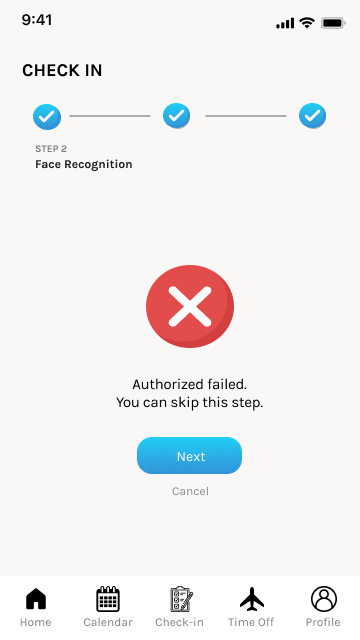 9:41
CHECK IN
STEP 2
Face Recognition
Authorized failed.
You can skip this step.
Next
Cancel
Home
Calendar
Check-in
Time Off
Profile